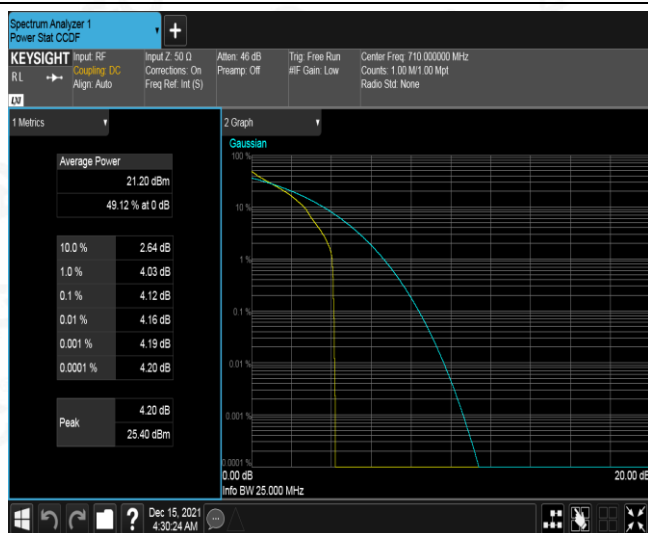 Spectrum Analyzer 1
Power Stat CCDF
+
KEYSIGHT
RL
LXI
Input: RF
Coupling: DC
Align: Auto
Input Z: 50 Ω
Corrections: On
Freq Ref: Int (S)
Atten: 46 dB
Preamp: Off
Trig: Free Run
#IF Gain: Low
Center Freq: 710.000000 MHz
Counts: 1.00 M/1.00 Mpt
Radio Std: None
1 Metrics
Average Power
21.20 dBm
49.12 % at 0 dB
10.0 % 2.64 dB
1.0 % 4.03 dB
0.1 % 4.12 dB
0.01 % 4.16 dB
0.001 % 4.19 dB
0.0001 % 4.20 dB
Peak
4.20 dB
25.40 dBm
2 Graph
Gaussian
100 %
10 %
1 %
0.1 %
0.01 %
0.001 %
0.0001 %
0.00 dB
20.00 dB
Info BW 25.000 MHz
?
Dec 15, 2021
4:30:24 AM